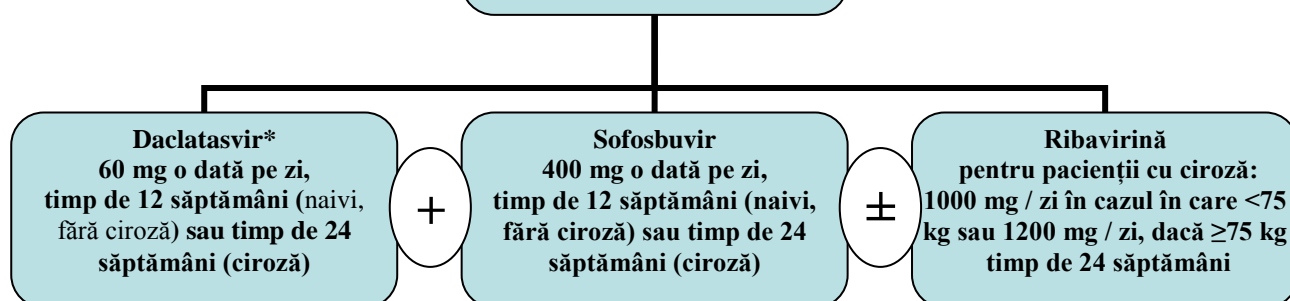 Daclatasvir*
60 mg o dată pe zi,
timp de 12 săptămâni (naivi,
fără ciroză) sau timp de 24
săptămâni (ciroză)
+
Sofosbuvir
400 mg o dată pe zi,
timp de 12 săptămâni (naivi,
fără ciroză) sau timp de 24
săptămâni (ciroză)
±
Ribavirină
pentru pacienții cu ciroză:
1000 mg / zi în cazul în care <75
kg sau 1200 mg / zi, dacă ≥75 kg
timp de 24 săptămâni